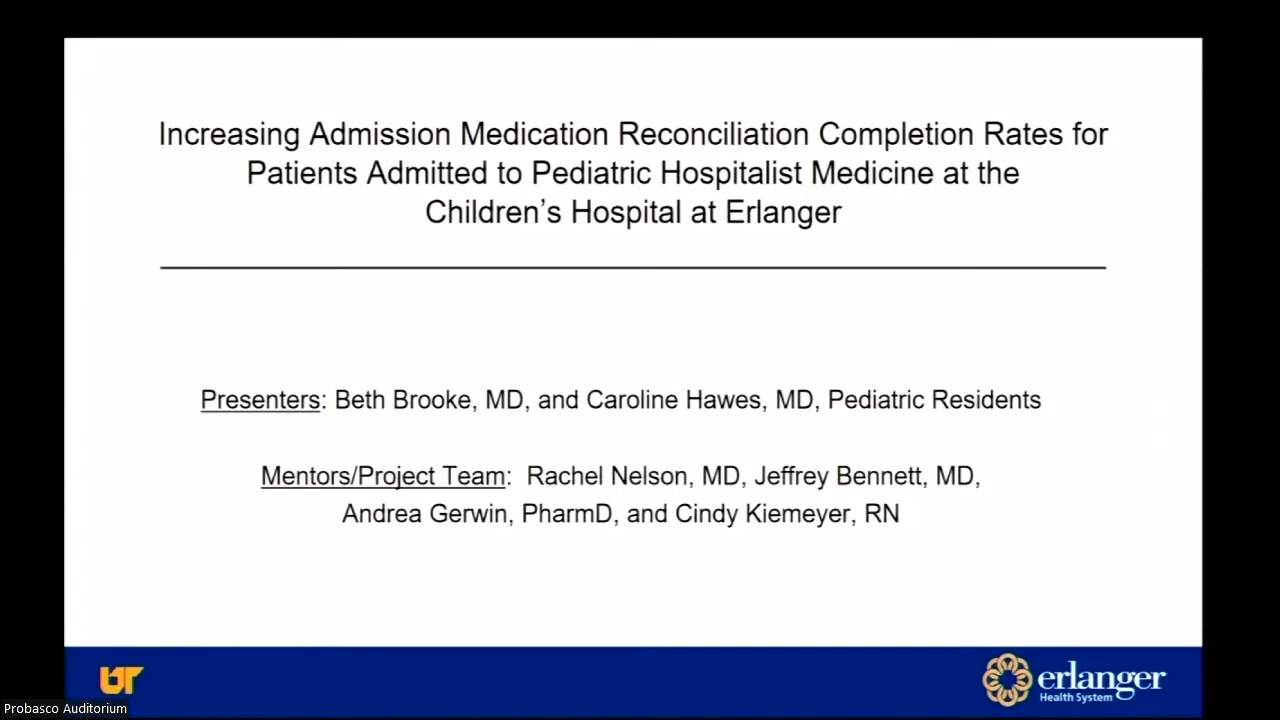 Increasing Admission Medication Reconciliation Completion Rates for
Patients Admitted to Pediatric Hospitalist Medicine at the
Children's Hospital at Erlanger
Presenters: Beth Brooke, MD, and Caroline Hawes, MD, Pediatric Residents
Mentors/Project Team: Rachel Nelson, MD, Jeffrey Bennett, MD,
Andrea Gerwin, PharmD, and Cindy Kiemeyer, RN
UT
erlanger
Health System
Probasco Auditorium